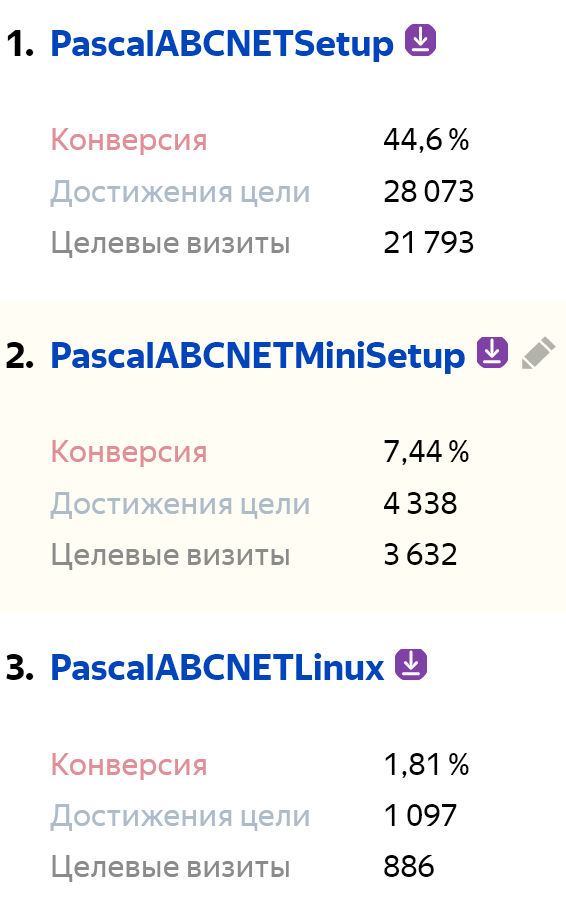 1. PascalABCNETSetup
Конверсия 44,6 %
Достижения цели 28 073
Целевые визиты 21 793
2. PascalABCNETMiniSetup
Конверсия 7,44 %
Достижения цели 4 338
Целевые визиты 3 632
3. PascalABCNETLinux
Конверсия 1,81 %
Достижения цели 1 097
Целевые визиты 886